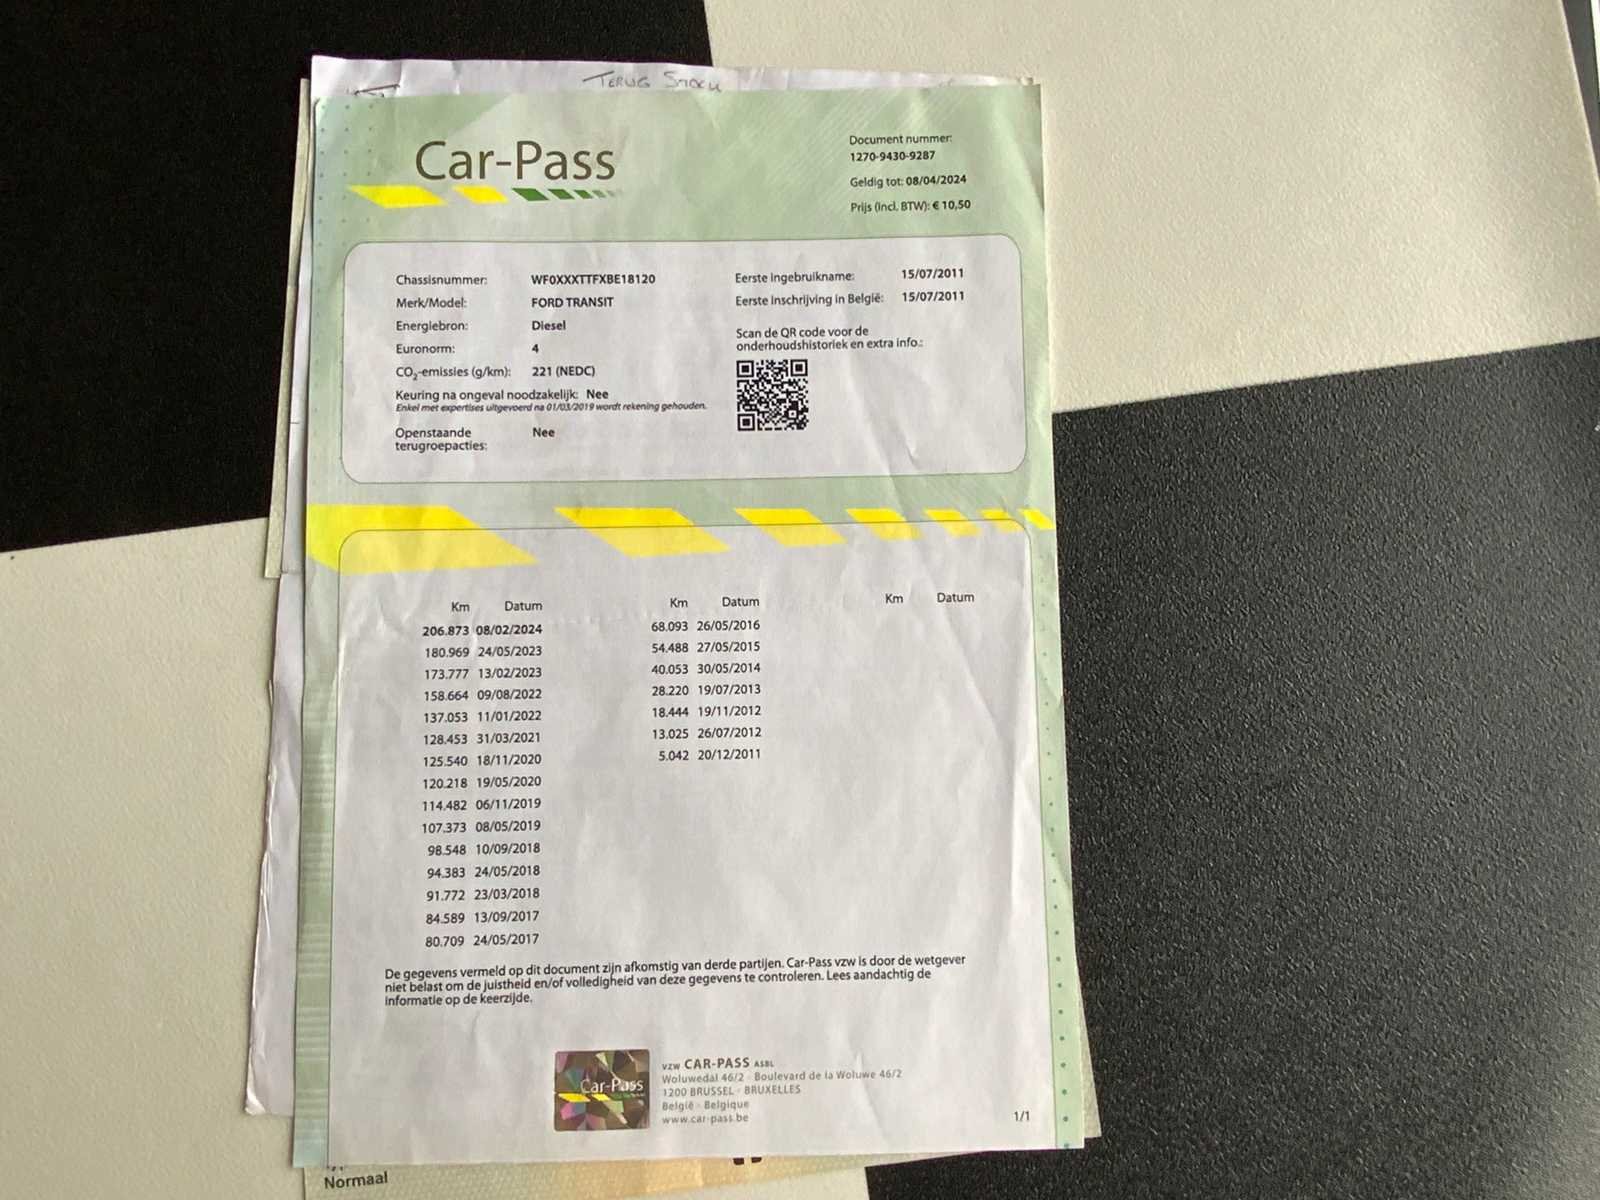 TERUG STOCK
Car-Pass
Document nummer:
1270-9430-9287
Geldig tot: 08/04/2024
Prijs (incl. BTW): € 10,50
Chassisnummer: WF0XXXTTFXBE18120
Merk/Model: FORD TRANSIT
Energiebron: Diesel
Euronorm: 4
CO₂-emissies (g/km): 221 (NEDC)
Keuring na ongeval noodzakelijk: Nee
Enkel met expertises uitgevoerd na 01/03/2019 wordt rekening gehouden.
Openstaande Nee
terugroepacties:
Eerste ingebruikname: 15/07/2011
Eerste inschrijving in België: 15/07/2011
Scan de QR code voor de
onderhoudshistoriek en extra info.:
Km Datum
206.873 08/02/2024
180.969 24/05/2023
173.777 13/02/2023
158.664 09/08/2022
137.053 11/01/2022
128.453 31/03/2021
125.540 18/11/2020
120.218 19/05/2020
114.482 06/11/2019
107.373 08/05/2019
98.548 10/09/2018
94.383 24/05/2018
91.772 23/03/2018
84.589 13/09/2017
80.709 24/05/2017
Km Datum
68.093 26/05/2016
54.488 27/05/2015
40.053 30/05/2014
28.220 19/07/2013
18.444 19/11/2012
13.025 26/07/2012
5.042 20/12/2011
Km Datum
De gegevens vermeld op dit document zijn afkomstig van derde partijen. Car-Pass vzw is door de wetgever
niet belast om de juistheid en/of volledigheid van deze gegevens te controleren. Lees aandachtig de
informatie op de keerzijde.
Car-Pass
vzw CAR-PASS ASBL
Woluwedal 46/2 - Boulevard de la Woluwe 46/2
1200 BRUSSEL - BRUXELLES
België - Belgique
www.car-pass.be
1/1
Normaal